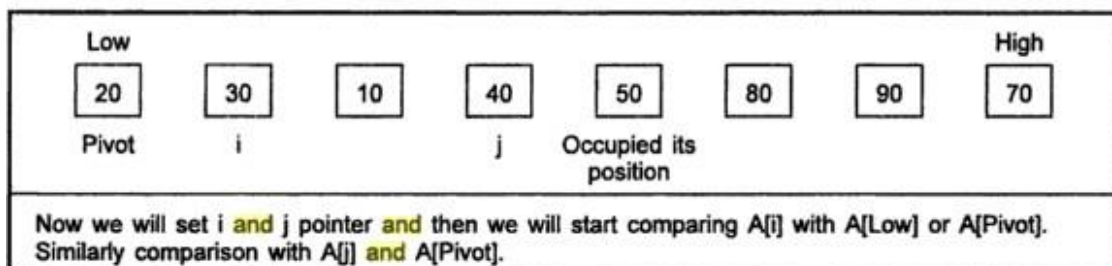 Low High
20 30 10 40 50 80 90 70
Pivot i j Occupied its
position
Now we will set i and j pointer and then we will start comparing A[i] with A[Low] or A[Pivot].
Similarly comparison with A[j] and A[Pivot].